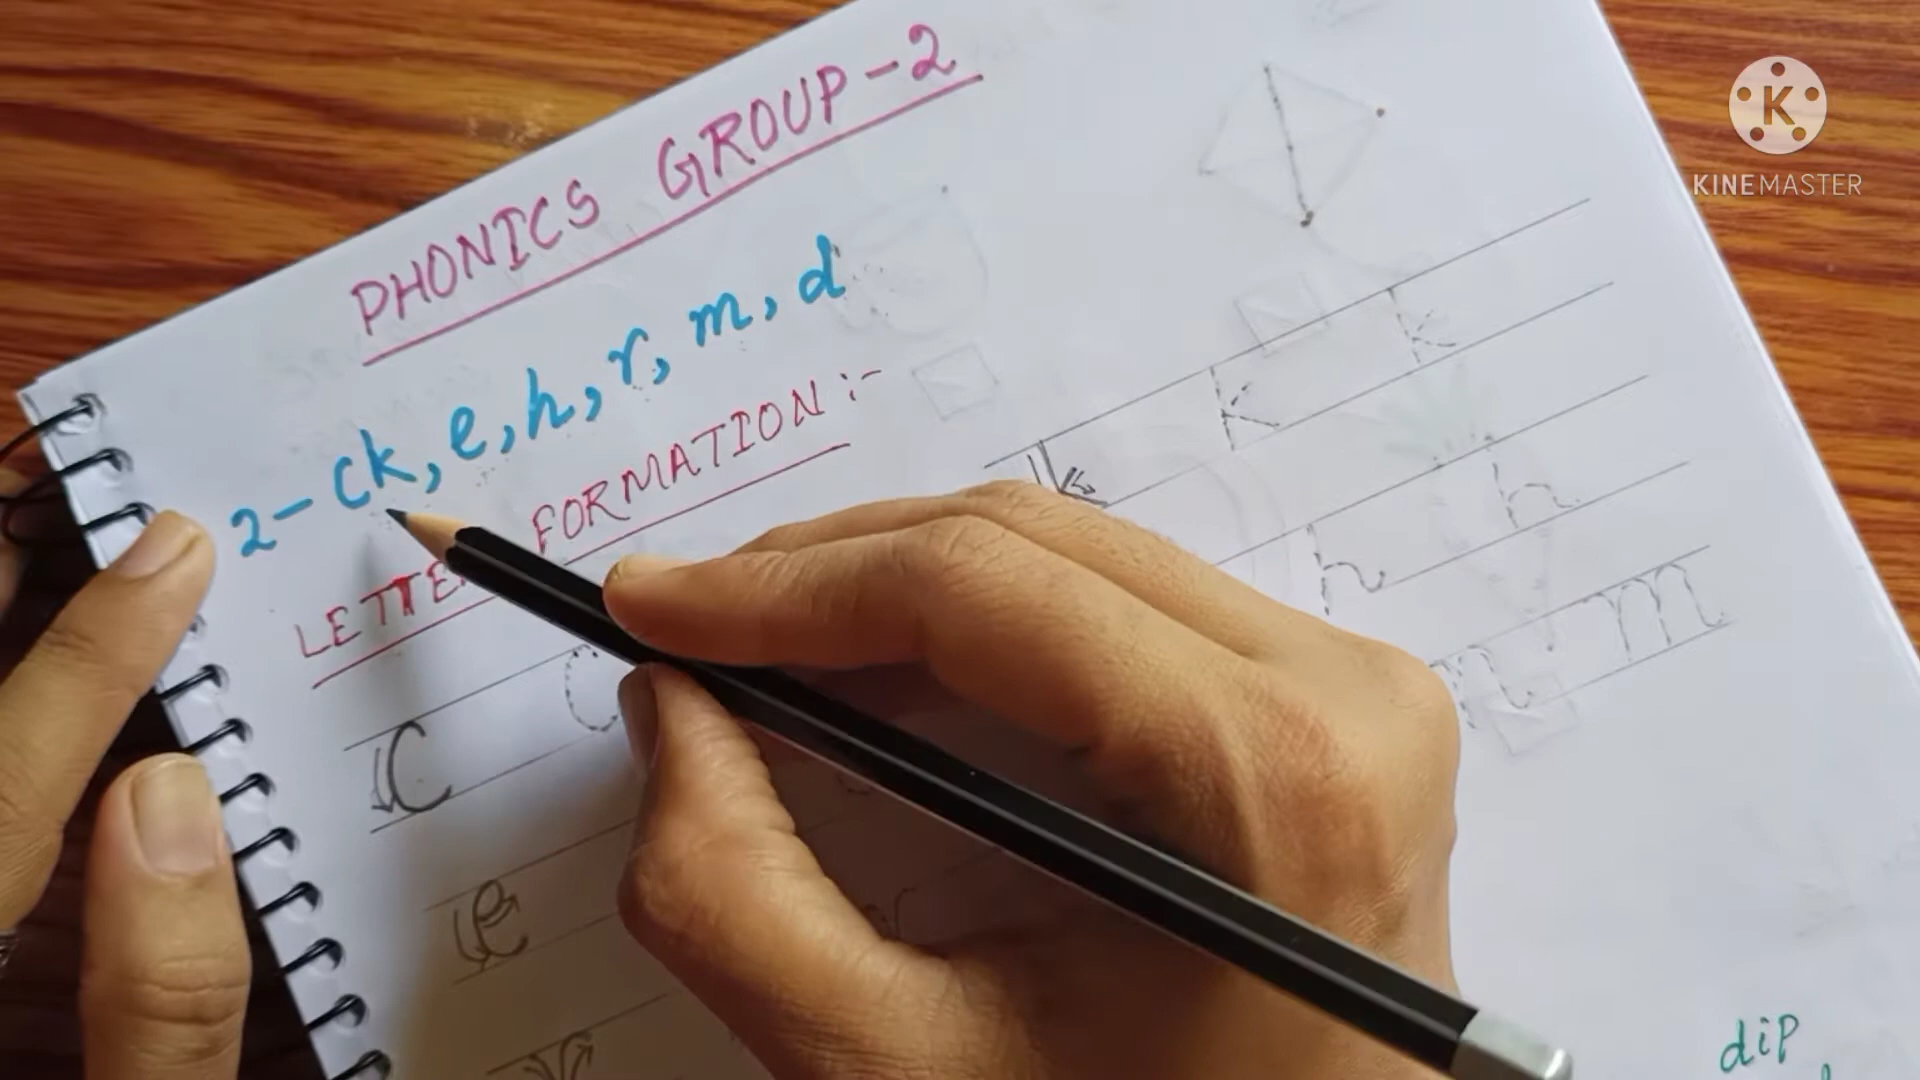 PHONICS GROUP-2
2- ck, e, h, r, m, d
LETTER FORMATION :-
k k k
h h
m m
c c
e
r
dip
K
KINEMASTER